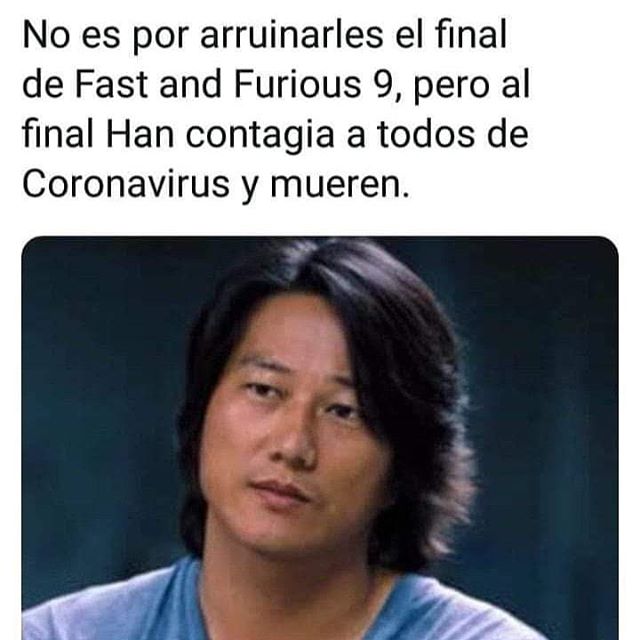 No es por arruinarles el final
de Fast and Furious 9, pero al
final Han contagia a todos de
Coronavirus y mueren.